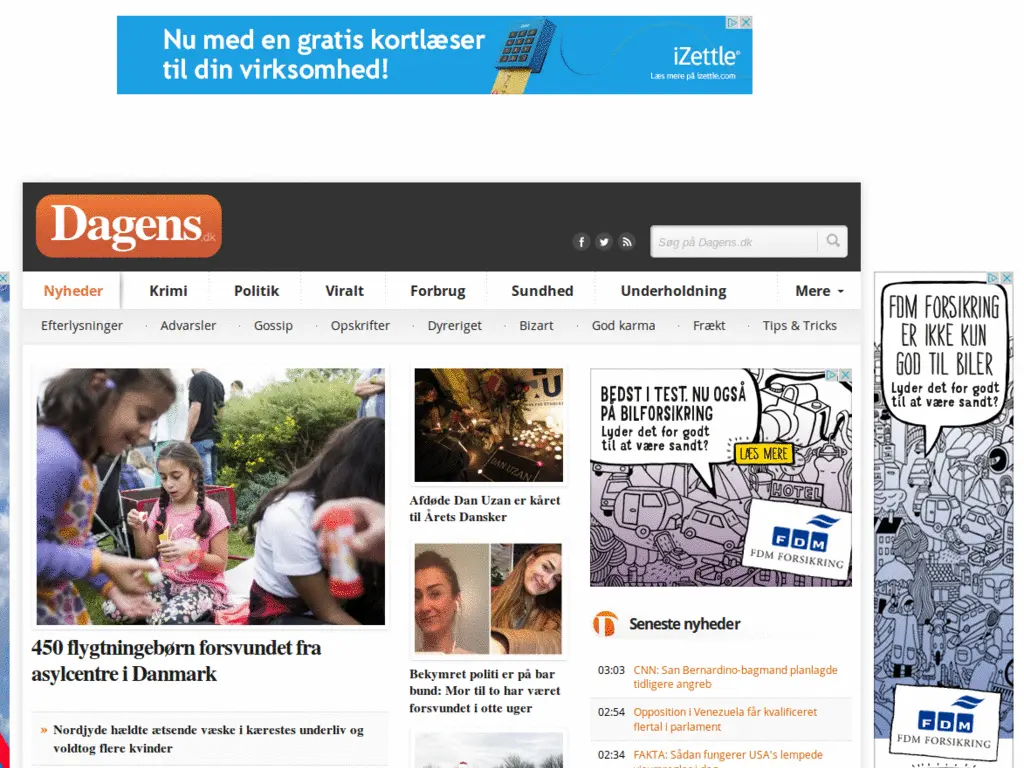 Nu med en gratis kortlæser
til din virksomhed!
iZettle®
Læs mere på izettle.com
Dagens.dk
Søg på Dagens.dk
Nyheder
Krimi
Politik
Viralt
Forbrug
Sundhed
Underholdning
Mere
Efterlysninger
Advarsler
Gossip
Opskrifter
Dyreriget
Bizart
God karma
Frækt
Tips & Tricks
450 flygtningebørn forsvundet fra
asylcentre i Danmark
» Nordjyde hældte ætsende væske i kærestes underliv og
voldtog flere kvinder
DAN UZAN
Afdøde Dan Uzan er kåret
til Årets Dansker
Bekymret politi er på bar
bund: Mor til to har været
forsvundet i otte uger
BEDST I TEST. NU OGSÅ
PÅ BILFORSIKRING
Lyder det for godt
til at være sandt?
LÆS MERE
HOTEL
FDM
FDM FORSIKRING
Seneste nyheder
03:03 CNN: San Bernardino-bagmand planlagde
tidligere angreb
02:54 Opposition i Venezuela får kvalificeret
flertal i parlament
02:34 FAKTA: Sådan fungerer USA's lempede
FDM FORSIKRING
ER IKKE KUN
GOD TIL BILER
Lyder det for godt
til at være sandt?
FDM
FDM FORSIKRING